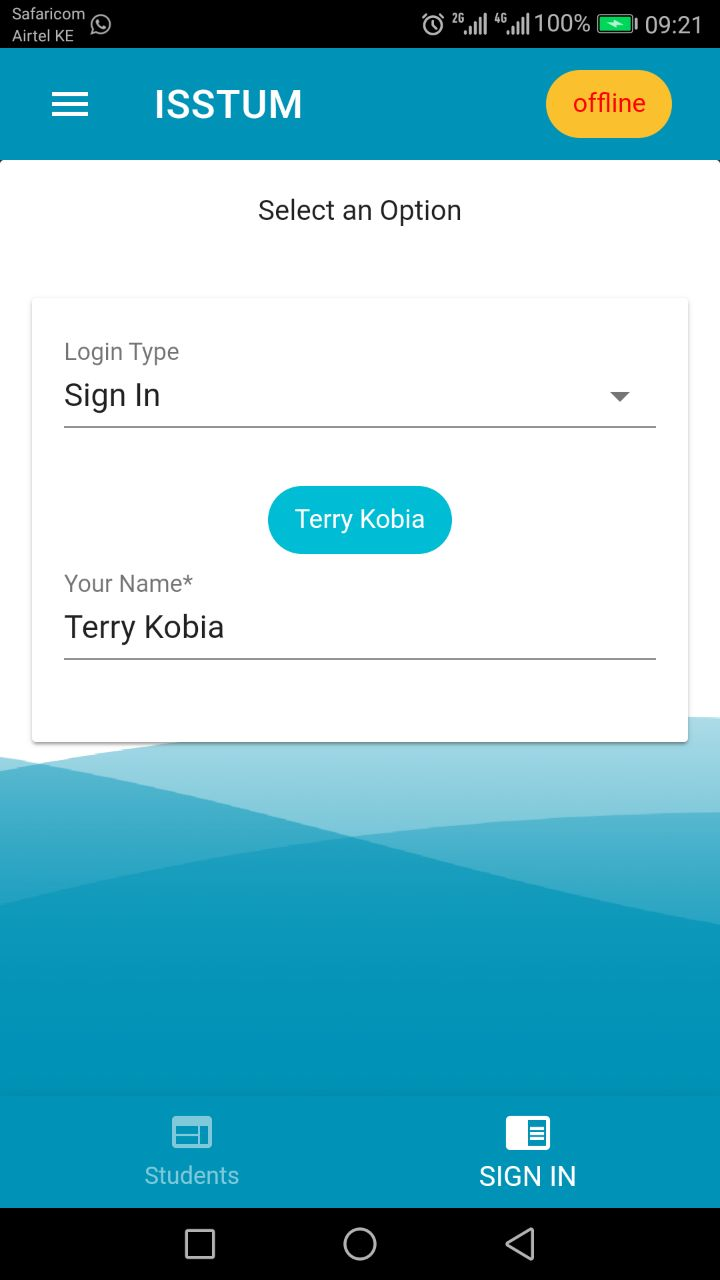 Safaricom
Airtel KE
2G 4G 100% 09:21
ISSTUM
offline
Select an Option
Login Type
Sign In
Terry Kobia
Your Name*
Terry Kobia
Students
SIGN IN